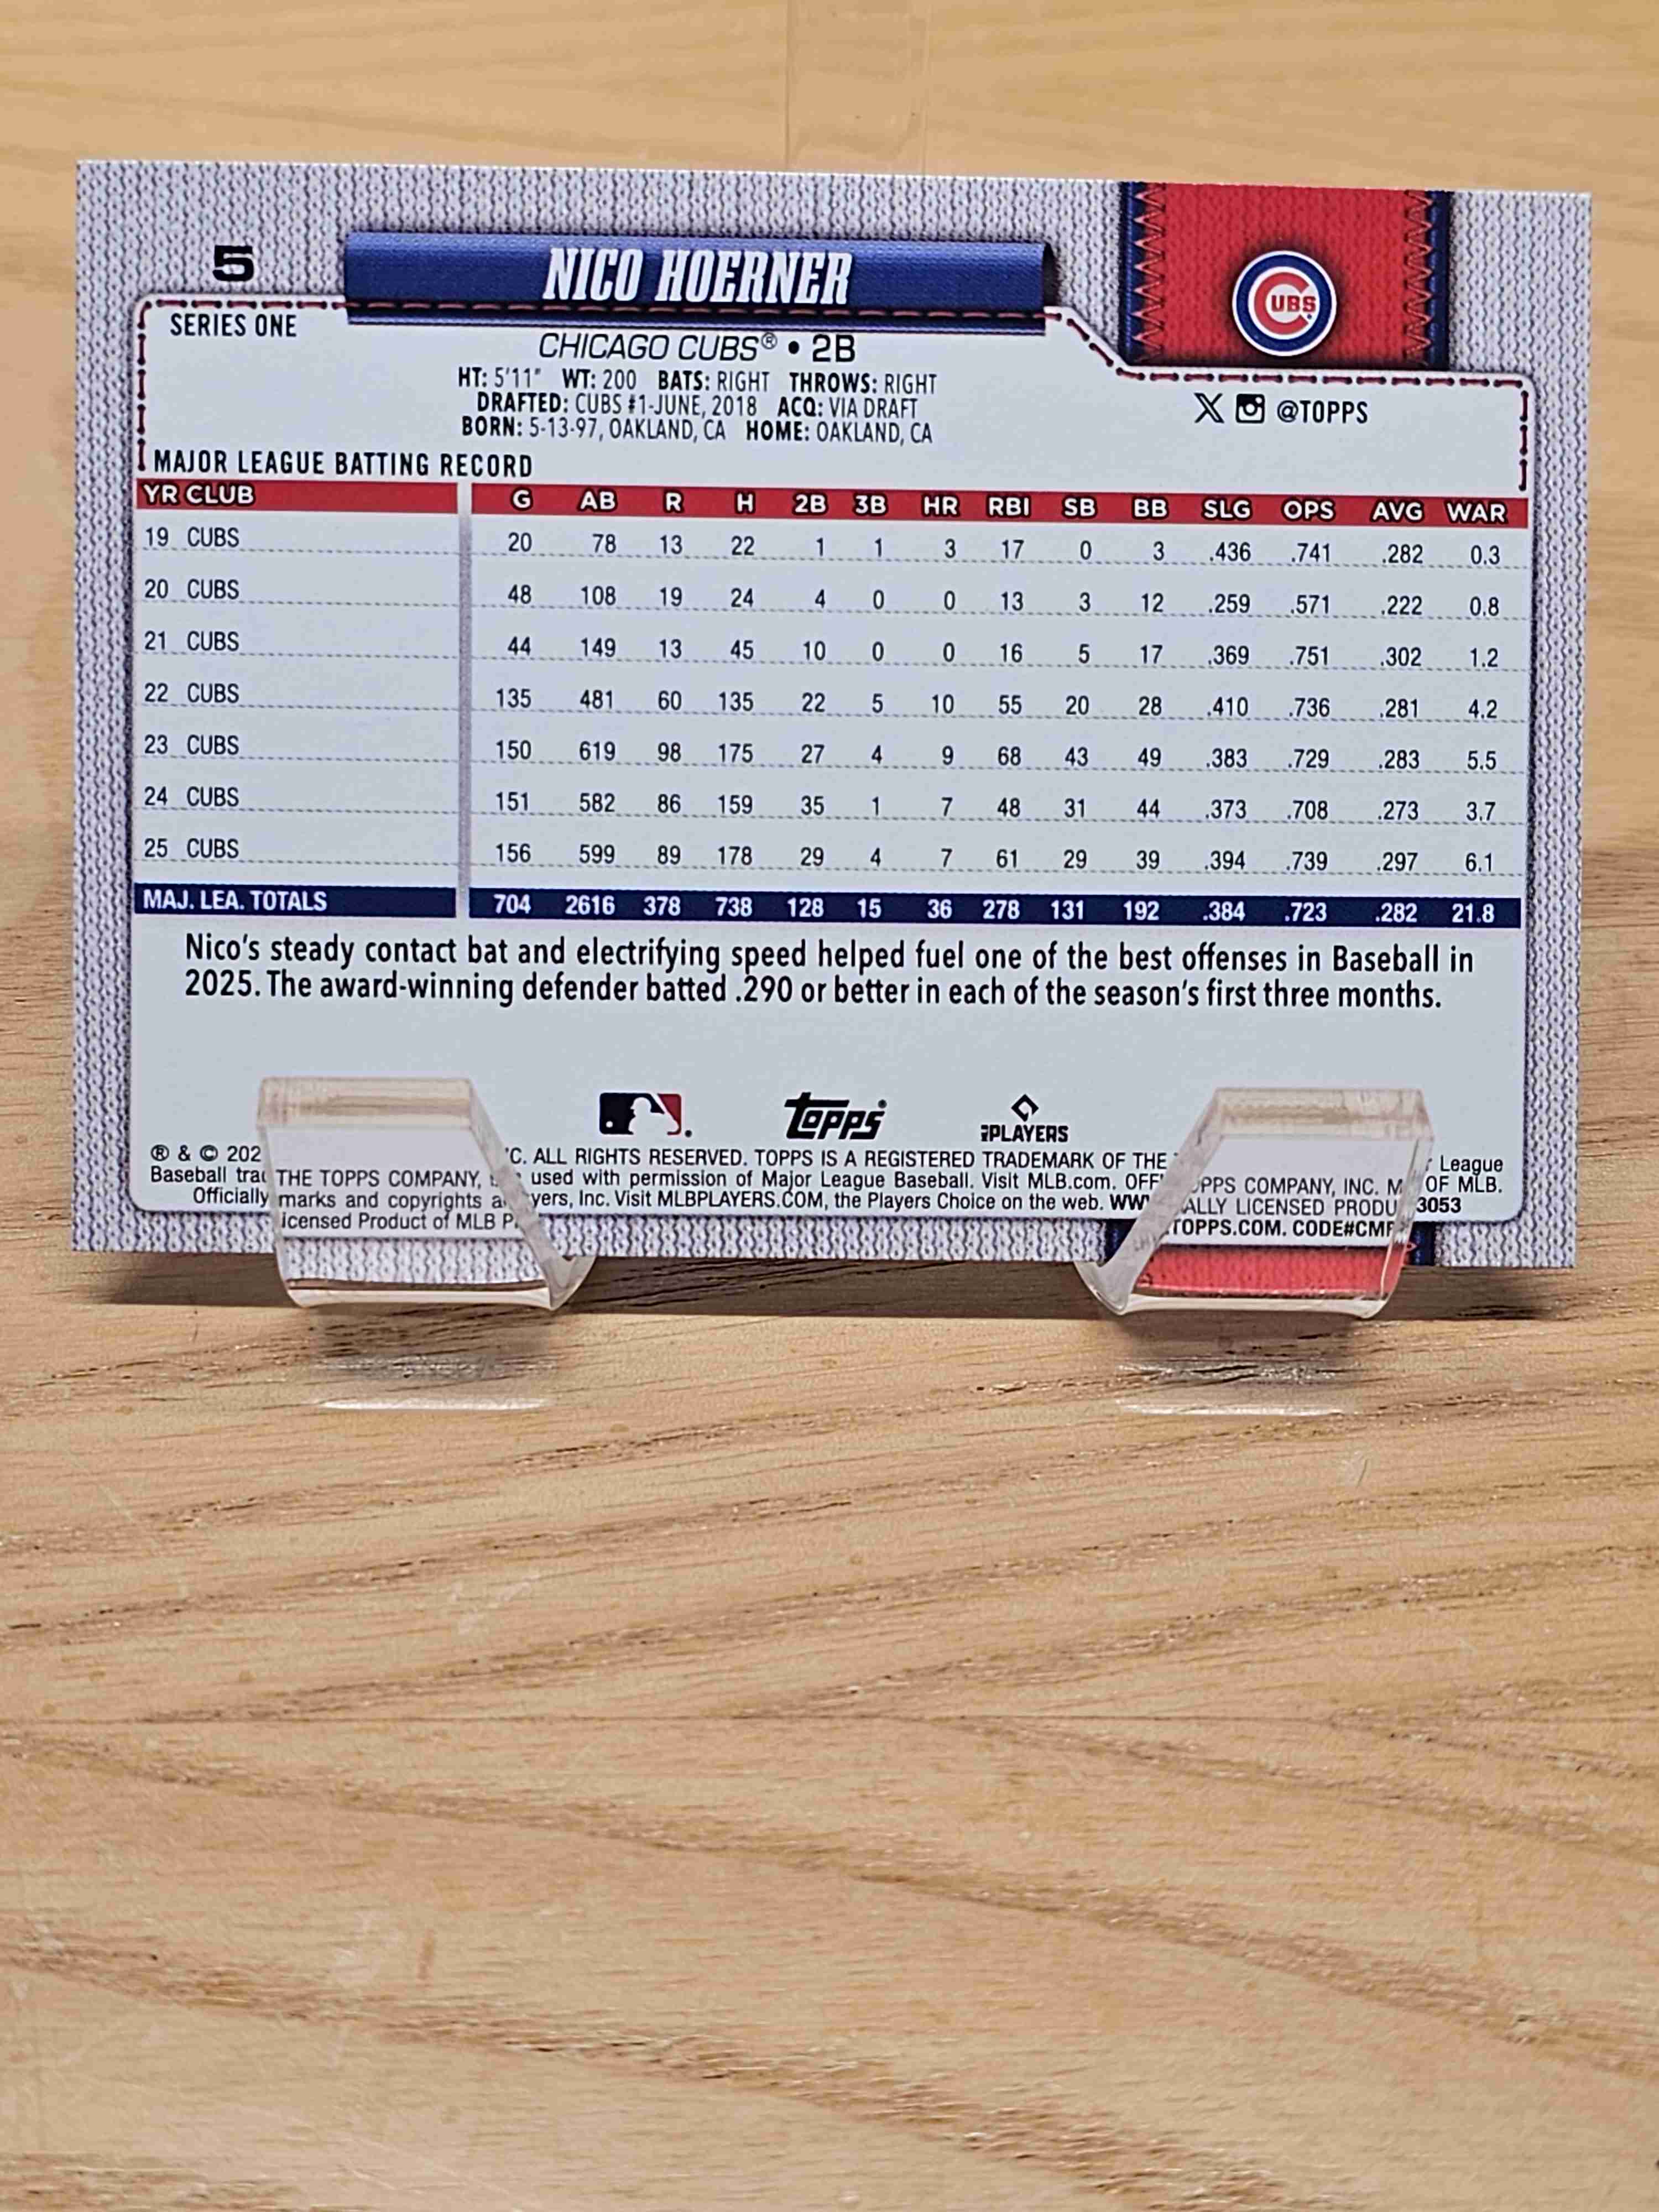 5
NICO HOERNER
CUBS
SERIES ONE
CHICAGO CUBS® • 2B
HT: 5'11" WT: 200 BATS: RIGHT THROWS: RIGHT
DRAFTED: CUBS #1-JUNE, 2018 ACQ: VIA DRAFT
BORN: 5-13-97, OAKLAND, CA HOME: OAKLAND, CA
@TOPPS
MAJOR LEAGUE BATTING RECORD
YR CLUB G AB R H 2B 3B HR RBI SB BB SLG OPS AVG WAR
19 CUBS 20 78 13 22 1 1 3 17 0 3 .436 .741 .282 0.3
20 CUBS 48 108 19 24 4 0 0 13 3 12 .259 .571 .222 0.8
21 CUBS 44 149 13 45 10 0 0 16 5 17 .369 .751 .302 1.2
22 CUBS 135 481 60 135 22 5 10 55 20 28 .410 .736 .281 4.2
23 CUBS 150 619 98 175 27 4 9 68 43 49 .383 .729 .283 5.5
24 CUBS 151 582 86 159 35 1 7 48 31 44 .373 .708 .273 3.7
25 CUBS 156 599 89 178 29 4 7 61 29 39 .394 .739 .297 6.1
MAJ. LEA. TOTALS 704 2616 378 738 128 15 36 278 131 192 .384 .723 .282 21.8
Nico's steady contact bat and electrifying speed helped fuel one of the best offenses in Baseball in
2025. The award-winning defender batted .290 or better in each of the season's first three months.
TOPPS®
PLAYERS
® & © 202 THE TOPPS COMPANY, C. ALL RIGHTS RESERVED. TOPPS IS A REGISTERED TRADEMARK OF THE TOPPS COMPANY, INC. League
Baseball marks and copyrights used with permission of Major League Baseball. Visit MLB.com. OFFICIALLY LICENSED PRODU OF MLB.
Officially Licensed Product of MLB Players, Inc. Visit MLBPLAYERS.COM, the Players Choice on the web. WWW.TOPPS.COM. CODE#CMP 3053